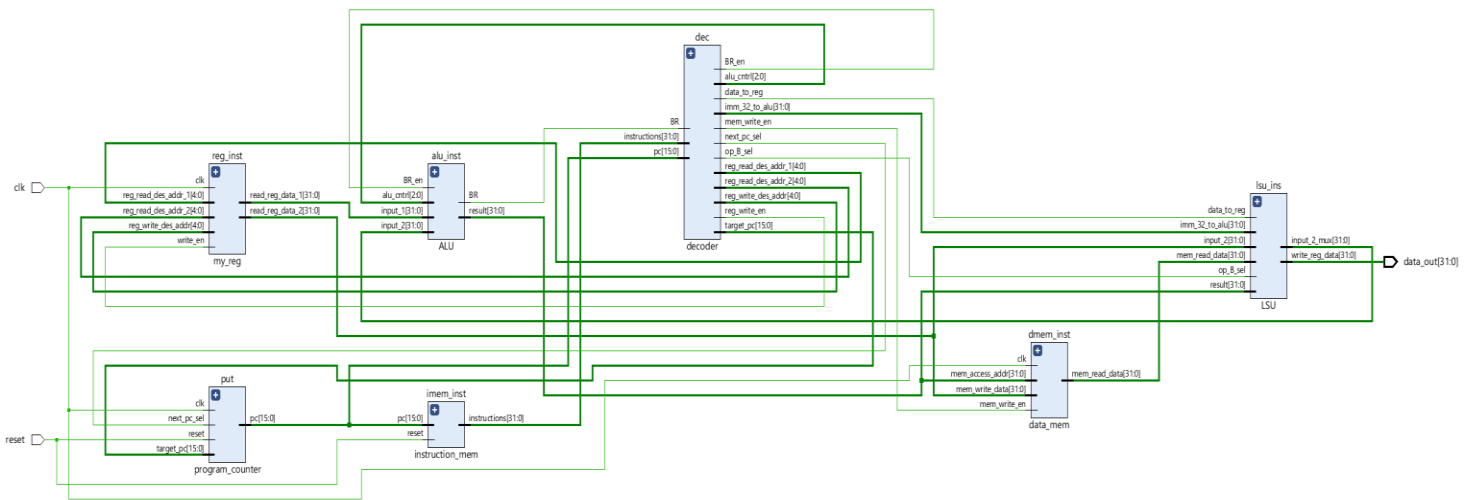 dec
BR_en
alu_cntrl[2:0]
data_to_reg
imm_32_to_alu[31:0]
mem_write_en
next_pc_sel
op_B_sel
reg_read_des_addr_1[4:0]
reg_read_des_addr_2[4:0]
reg_write_des_addr[4:0]
reg_write_en
target_pc[15:0]
BR
instructions[31:0]
pc[15:0]
decoder
clk
reg_inst
clk
reg_read_des_addr_1[4:0]
reg_read_des_addr_2[4:0]
reg_write_des_addr[4:0]
write_en
read_reg_data_1[31:0]
read_reg_data_2[31:0]
my_reg
alu_inst
BR_en
alu_cntrl[2:0]
input_1[31:0]
input_2[31:0]
BR
result[31:0]
ALU
lsu_ins
data_to_reg
imm_32_to_alu[31:0]
input_2[31:0]
mem_read_data[31:0]
op_B_sel
result[31:0]
input_2_mux[31:0]
write_reg_data[31:0]
LSU
data_out[31:0]
dmem_inst
clk
mem_access_addr[31:0]
mem_write_data[31:0]
mem_write_en
mem_read_data[31:0]
data_mem
reset
put
clk
next_pc_sel
reset
target_pc[15:0]
pc[15:0]
program_counter
imem_inst
pc[15:0]
reset
instructions[31:0]
instruction_mem